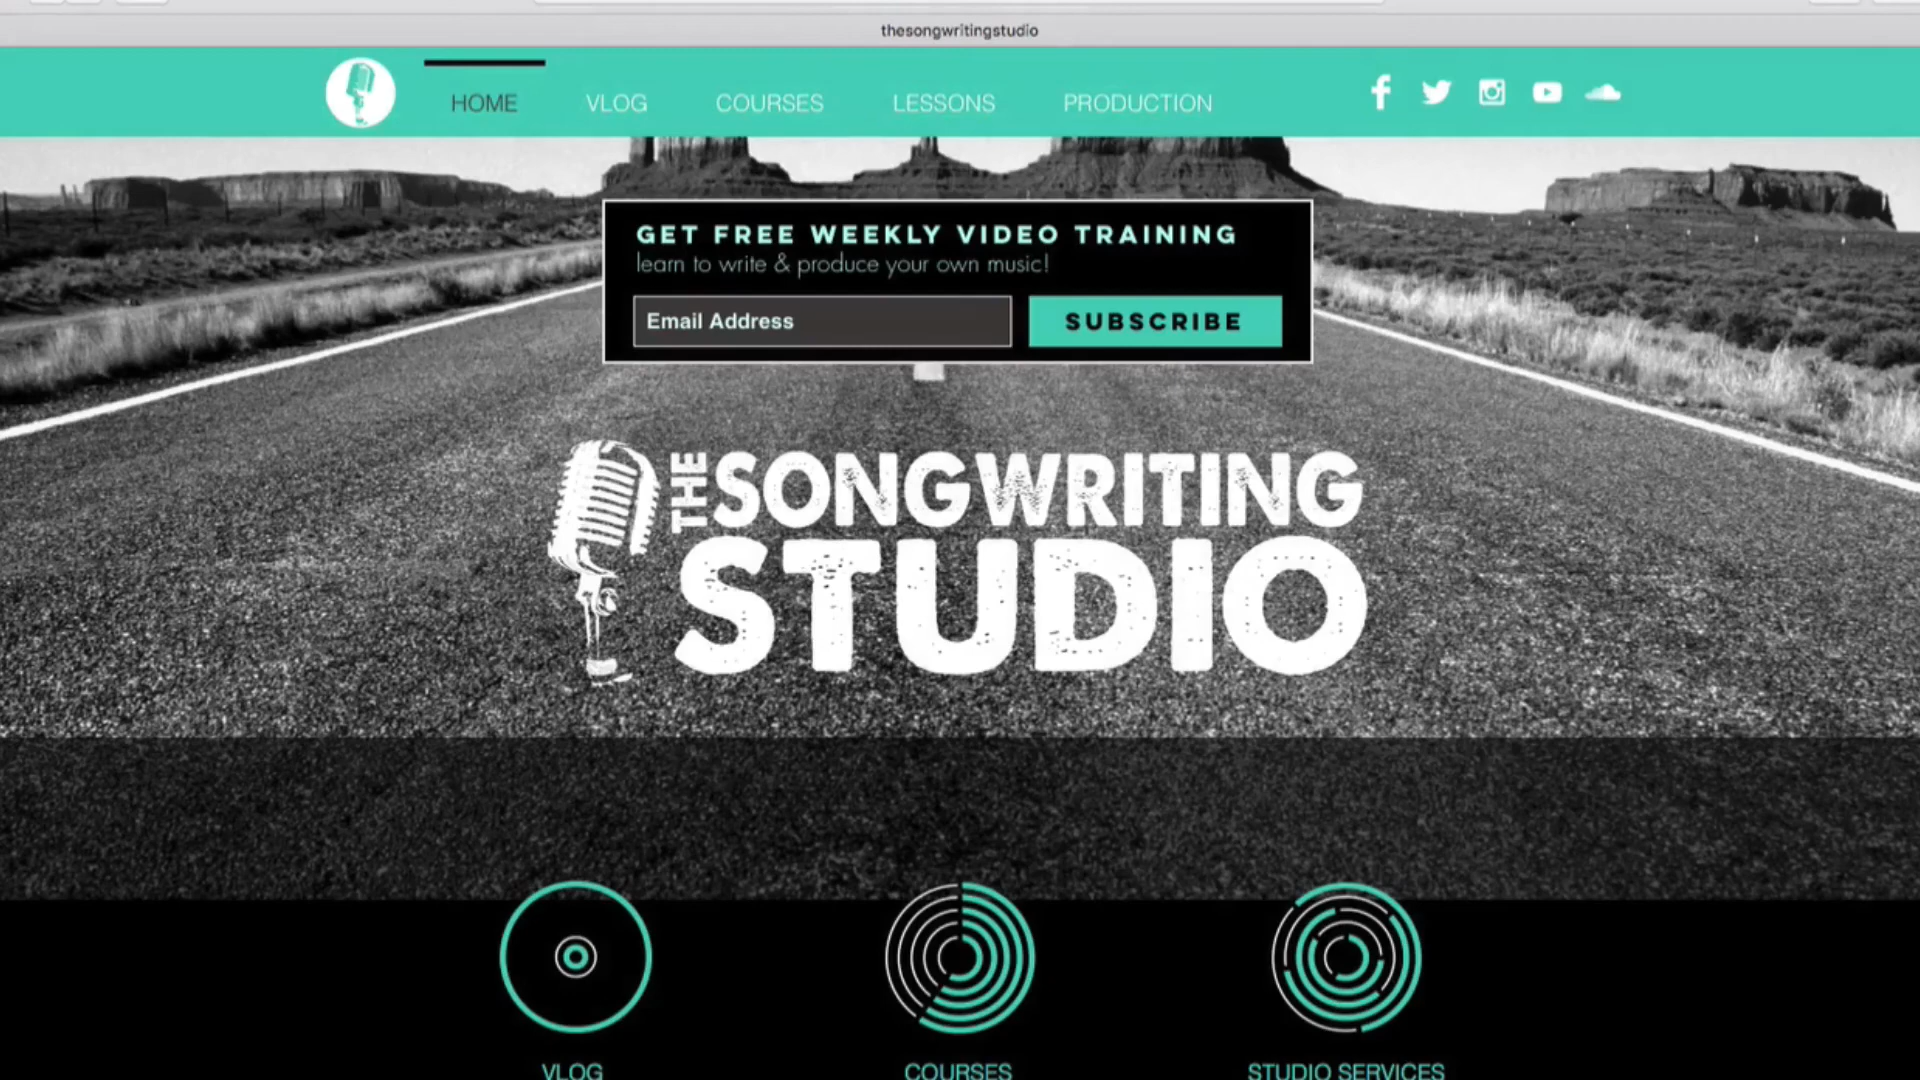 thesongwritingstudio
HOME VLOG COURSES LESSONS PRODUCTION
GET FREE WEEKLY VIDEO TRAINING
learn to write & produce your own music!
Email Address SUBSCRIBE
THE SONGWRITING
STUDIO
VLOG COURSES STUDIO SERVICES